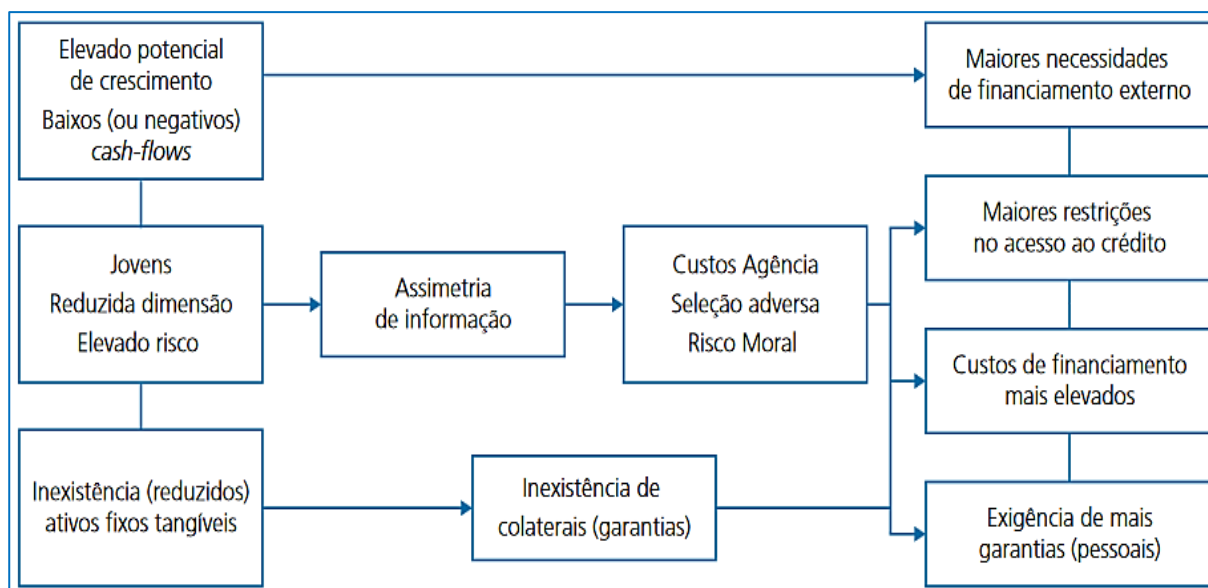 Elevado potencial
de crescimento
Baixos (ou negativos)
cash-flows
Maiores necessidades
de financiamento externo
Jovens
Reduzida dimensão
Elevado risco
Assimetria
de informação
Custos Agência
Seleção adversa
Risco Moral
Maiores restrições
no acesso ao crédito
Custos de financiamento
mais elevados
Inexistência (reduzidos)
ativos fixos tangíveis
Inexistência de
colaterais (garantias)
Exigência de mais
garantias (pessoais)